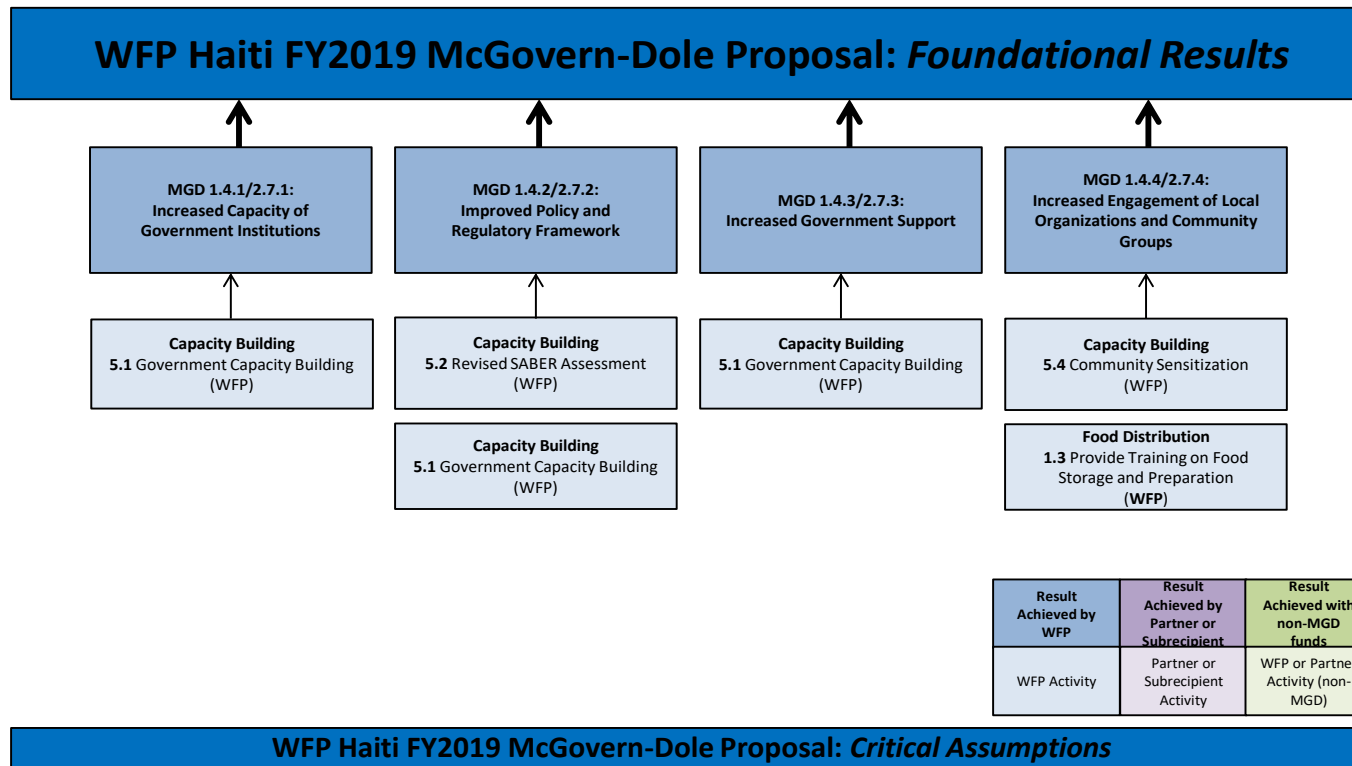 WFP Haiti FY2019 McGovern-Dole Proposal: Foundational Results
MGD 1.4.1/2.7.1:
Increased Capacity of
Government Institutions
MGD 1.4.2/2.7.2:
Improved Policy and
Regulatory Framework
MGD 1.4.3/2.7.3:
Increased Government Support
MGD 1.4.4/2.7.4:
Increased Engagement of Local
Organizations and Community
Groups
Capacity Building
5.1 Government Capacity Building
(WFP)
Capacity Building
5.2 Revised SABER Assessment
(WFP)
Capacity Building
5.1 Government Capacity Building
(WFP)
Capacity Building
5.4 Community Sensitization
(WFP)
Capacity Building
5.1 Government Capacity Building
(WFP)
Food Distribution
1.3 Provide Training on Food
Storage and Preparation
(WFP)
Result
Achieved by
WFP
Result
Achieved by
Partner or
Subrecipient
Result
Achieved with
non-MGD
funds
WFP Activity
Partner or
Subrecipient
Activity
WFP or Partner
Activity (non-
MGD)
WFP Haiti FY2019 McGovern-Dole Proposal: Critical Assumptions